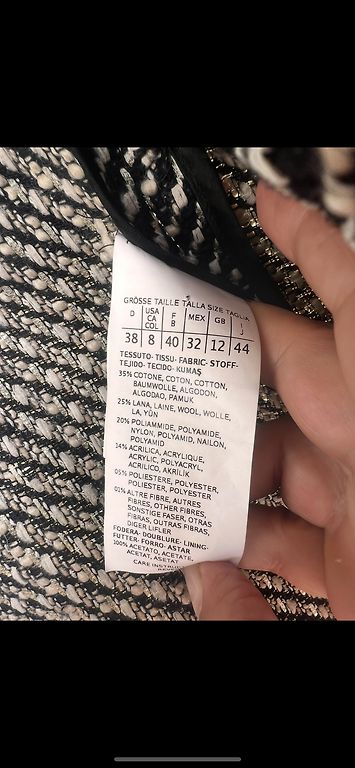 GRÖSSE TAILLE TALLA SIZE TAGLIA
D USA CA COL F B MEX GB I J
38 8 40 32 12 44
TESSUTO- TISSU- FABRIC- STOFF-
TEJIDO- TECIDO- KUMAŞ
35% COTONE, COTON, COTTON,
BAUMWOLLE, ALGODON,
ALGODAO, PAMUK
25% LANA, LAINE, WOOL, WOLLE,
LA, YÜN
20% POLIAMMIDE, POLYAMIDE,
NYLON, POLYAMID, NAILON,
POLYAMID
14% ACRILICA, ACRYLIQUE,
ACRYLIC, POLYACRYL,
ACRILICO, AKRİLİK
05% POLIESTERE, POLYESTER,
POLIESTER, POLYESTER
01% ALTRE FIBRE, AUTRES
FIBRES, OTHER FIBRES,
SONSTIGE FASER, OTRAS
FIBRAS, OUTRAS FIBRAS,
DIGER LIFLER
FODERA- DOUBLURE- LINING-
FUTTER- FORRO- ASTAR
100% ACETATO, ACETATE,
ACETAT, ASETAT
CARE